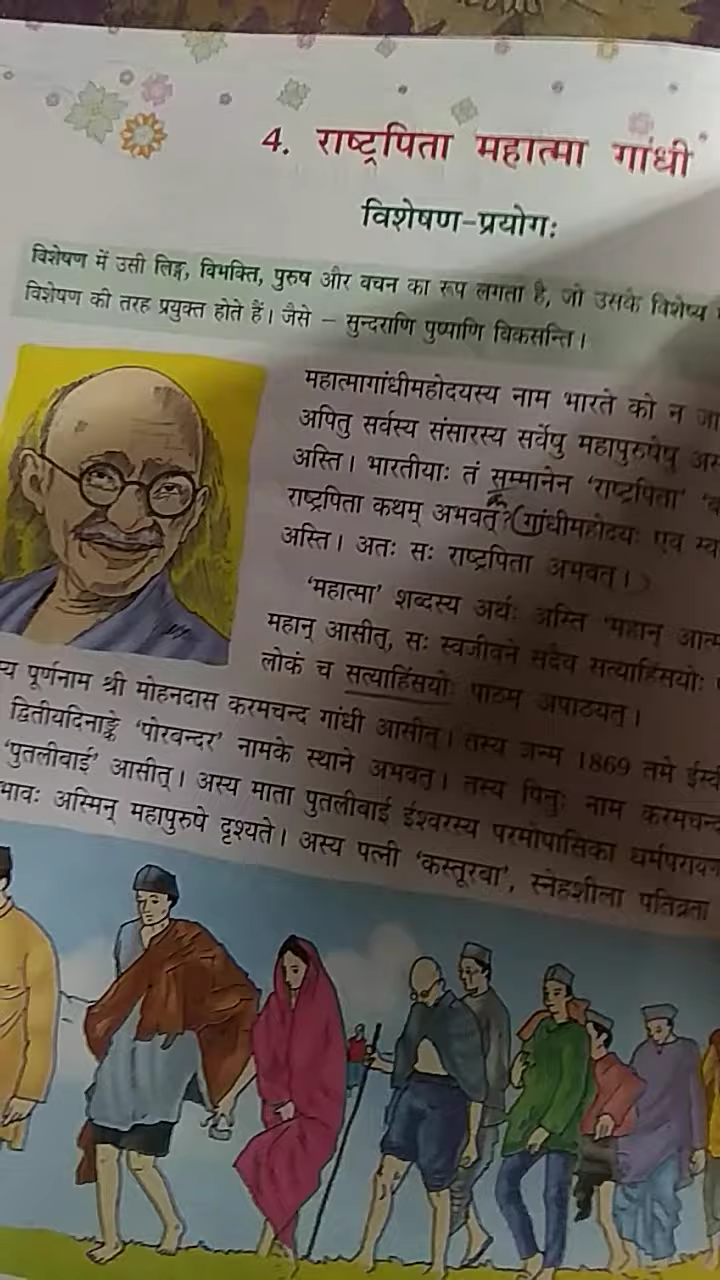 4. राष्ट्रपिता महात्मा गांधी
विशेषण-प्रयोगः
विशेषण में उसी लिङ्ग, विभक्ति, पुरुष और वचन का रूप लगता है, जो उसके विशेष्य
विशेषण की तरह प्रयुक्त होते हैं। जैसे – सुन्दराणि पुष्पाणि विकसन्ति।
महात्मागांधीमहोदयस्य नाम भारते को न
अपितु सर्वस्य संसारस्य सर्वेषु महापुरुषेषु
अस्ति। भारतीयाः तं सम्मानेन 'राष्ट्रपिता'
राष्ट्रपिता कथम् अभवत्? गांधीमहोदयः एव
अस्ति। अतः सः राष्ट्रपिता अभवत्।
'महात्मा' शब्दस्य अर्थः अस्ति 'महान्
महान् आसीत्, सः स्वजीवने सदैव सत्याहिंसयोः
लोकं च सत्याहिंसयोः पाठम अपाठयत्।
पूर्णनाम श्री मोहनदास करमचन्द गांधी आसीत्। तस्य जन्म 1869 तमे
द्वितीयदिनाङ्के 'पोरबन्दर' नामके स्थाने अभवत्। तस्य पितुः नाम करमचन्द
'पुतलीबाई' आसीत्। अस्य माता पुतलीबाई ईश्वरस्य परमोपासिका
अस्मिन् महापुरुषे दृश्यते। अस्य पत्नी 'कस्तूरबा', स्नेहशीला पतिव्रता